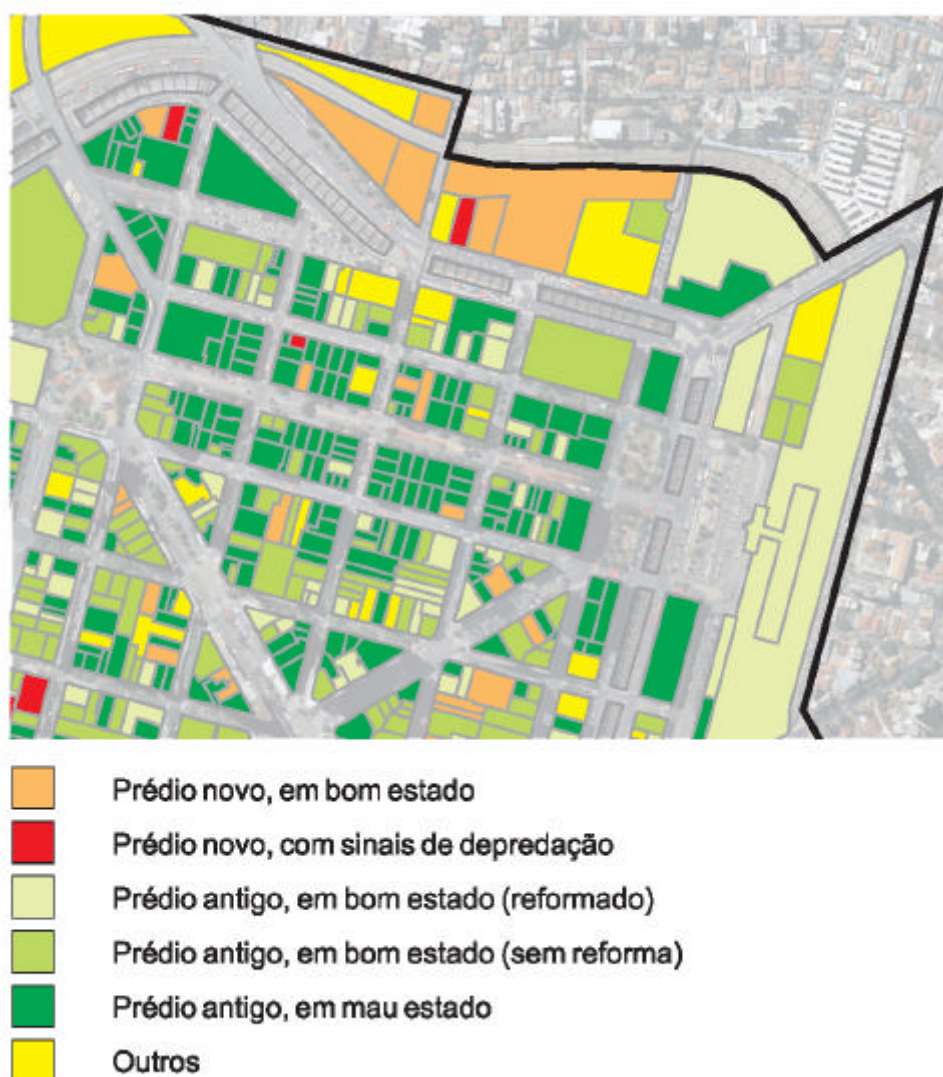 Prédio novo, em bom estado
Prédio novo, com sinais de depredação
Prédio antigo, em bom estado (reformado)
Prédio antigo, em bom estado (sem reforma)
Prédio antigo, em mau estado
Outros